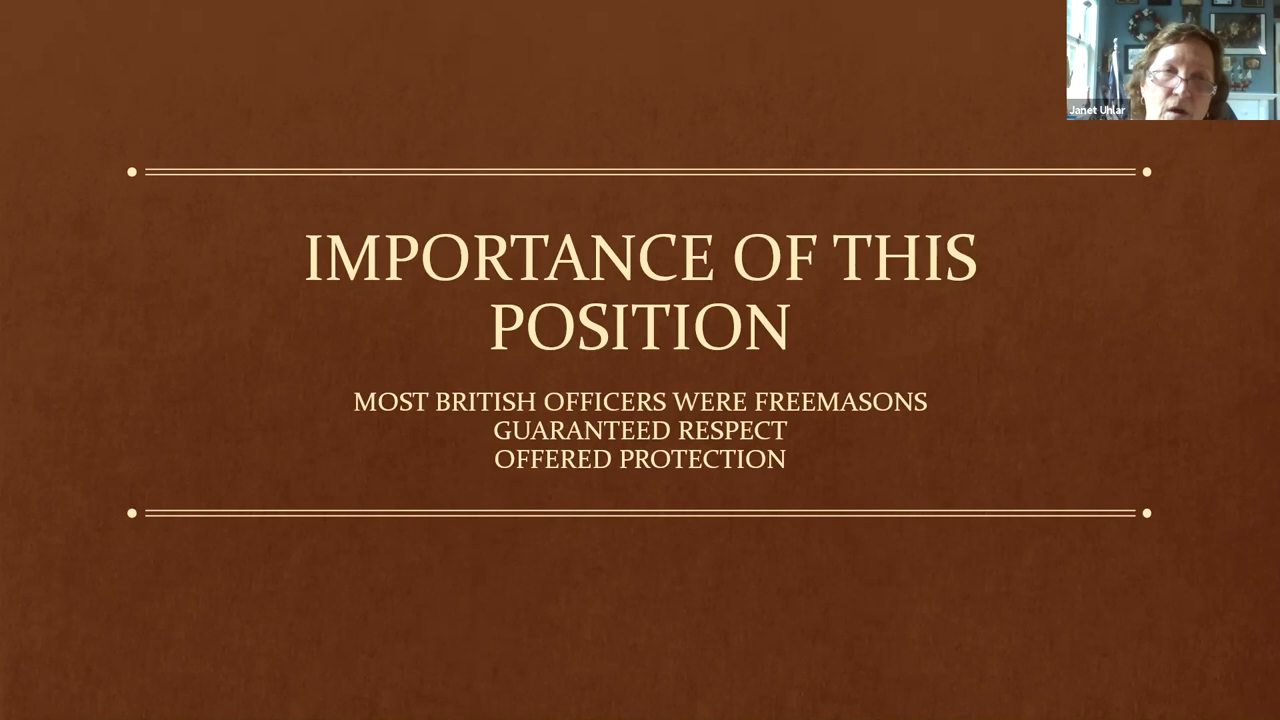 Janet Uhlar
IMPORTANCE OF THIS
POSITION
MOST BRITISH OFFICERS WERE FREEMASONS
GUARANTEED RESPECT
OFFERED PROTECTION